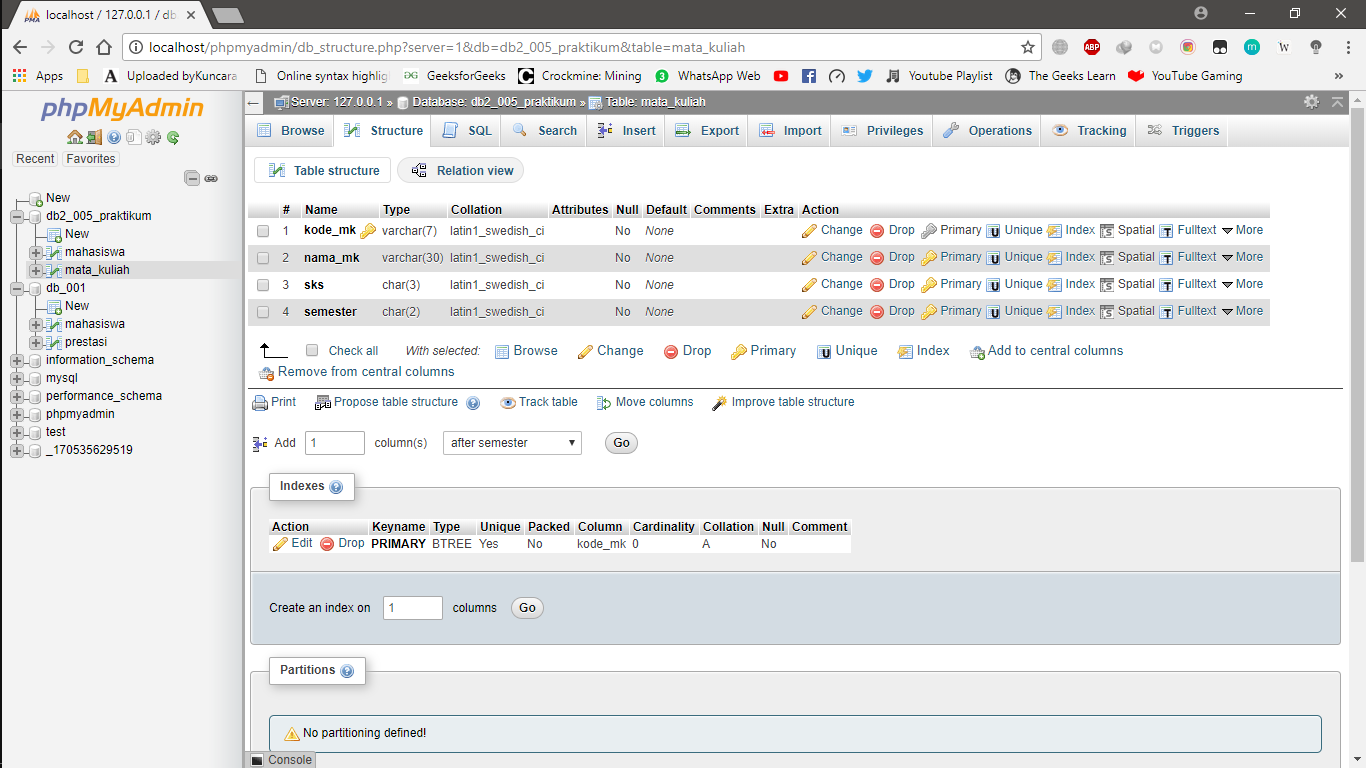 localhost / 127.0.0.1 / db
localhost/phpmyadmin/db_structure.php?server=1&db=db2_005_praktikum&table=mata_kuliah
Apps Uploaded byKuncara Online syntax highlig GeeksforGeeks Crockmine: Mining WhatsApp Web Youtube Playlist The Geeks Learn YouTube Gaming »
phpMyAdmin
Recent Favorites
New
db2_005_praktikum
New
mahasiswa
mata_kuliah
db_001
New
mahasiswa
prestasi
information_schema
mysql
performance_schema
phpmyadmin
test
_170535629519
Server: 127.0.0.1 » Database: db2_005_praktikum » Table: mata_kuliah
Browse Structure SQL Search Insert Export Import Privileges Operations Tracking Triggers
Table structure Relation view
# Name Type Collation Attributes Null Default Comments Extra Action
1 kode_mk varchar(7) latin1_swedish_ci No None Change Drop Primary Unique Index Spatial Fulltext More
2 nama_mk varchar(30) latin1_swedish_ci No None Change Drop Primary Unique Index Spatial Fulltext More
3 sks char(3) latin1_swedish_ci No None Change Drop Primary Unique Index Spatial Fulltext More
4 semester char(2) latin1_swedish_ci No None Change Drop Primary Unique Index Spatial Fulltext More
Check all With selected: Browse Change Drop Primary Unique Index Add to central columns
Remove from central columns
Print Propose table structure Track table Move columns Improve table structure
Add 1 column(s) after semester Go
Indexes
Action Keyname Type Unique Packed Column Cardinality Collation Null Comment
Edit Drop PRIMARY BTREE Yes No kode_mk 0 A No
Create an index on 1 columns Go
Partitions
No partitioning defined!
Console